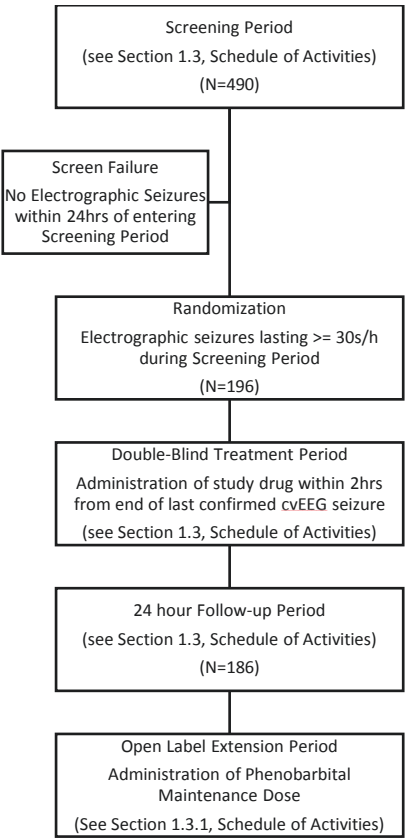 Screening Period
(see Section 1.3, Schedule of Activities)
(N=490)
Screen Failure
No Electrographic Seizures
within 24hrs of entering
Screening Period
Randomization
Electrographic seizures lasting >= 30s/h
during Screening Period
(N=196)
Double-Blind Treatment Period
Administration of study drug within 2hrs
from end of last confirmed cvEEG seizure
(see Section 1.3, Schedule of Activities)
24 hour Follow-up Period
(see Section 1.3, Schedule of Activities)
(N=186)
Open Label Extension Period
Administration of Phenobarbital
Maintenance Dose
(See Section 1.3.1, Schedule of Activities)